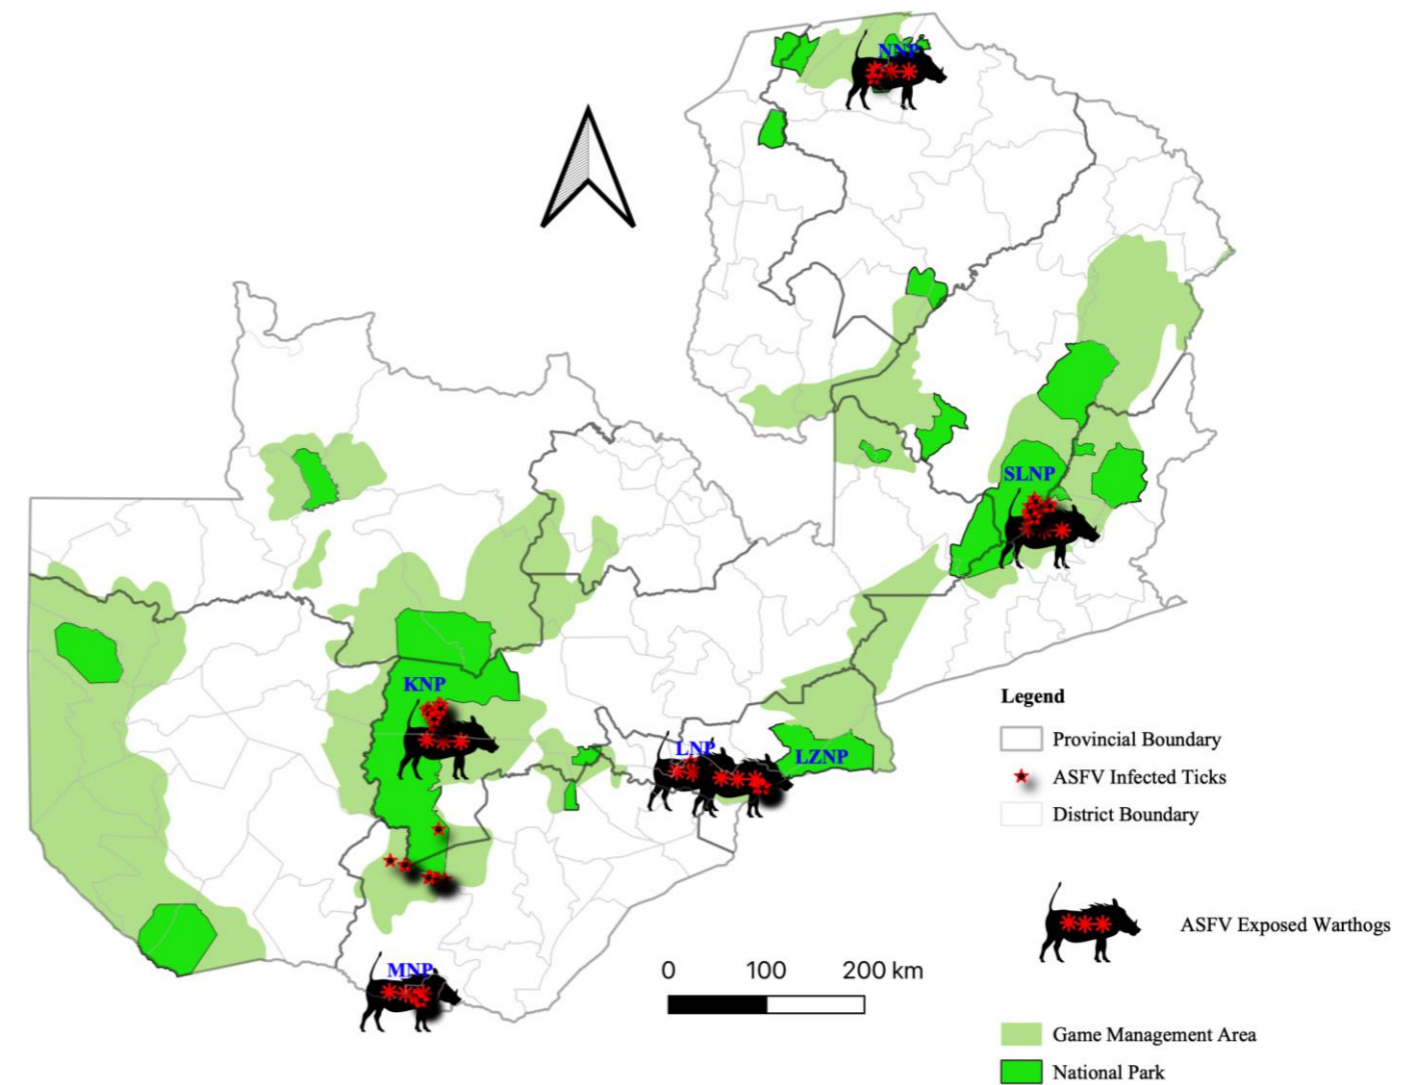 NNP
SLNP
KNP
LNP
LZNP
MNP
0 100 200 km
Legend
Provincial Boundary
ASFV Infected Ticks
District Boundary
ASFV Exposed Warthogs
Game Management Area
National Park